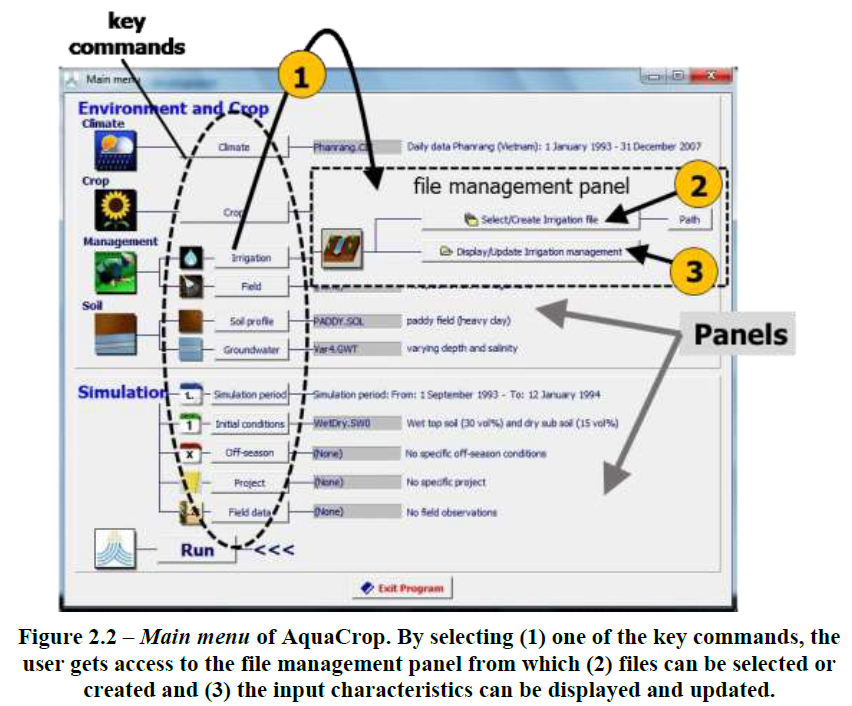 key
commands
Main menu
1
Environment and Crop
Climate
Climate
Daily data Phanrang (Vietnam): 1 January 1993 - 31 December 2007
Crop
Crop
file management panel
2
Select/Create Irrigation file
Path
Management
Irrigation
Display/Update Irrigation management
3
Field
Soil
Soil profile
PADDY.SOL
paddy field (heavy clay)
Panels
Groundwater
Var4.GWT
varying depth and salinity
Simulation
Simulation period
Simulation period: From: 1 September 1993 - To: 12 January 1994
1
Initial conditions
WetDry.SW0
Wet top soil (30 vol%) and dry sub soil (15 vol%)
X
Off-season
(None)
No specific off-season conditions
Project
(None)
No specific project
Field data
(None)
No field observations
Run
<<<
Exit Program
Figure 2.2 – Main menu of AquaCrop. By selecting (1) one of the key commands, the
user gets access to the file management panel from which (2) files can be selected or
created and (3) the input characteristics can be displayed and updated.